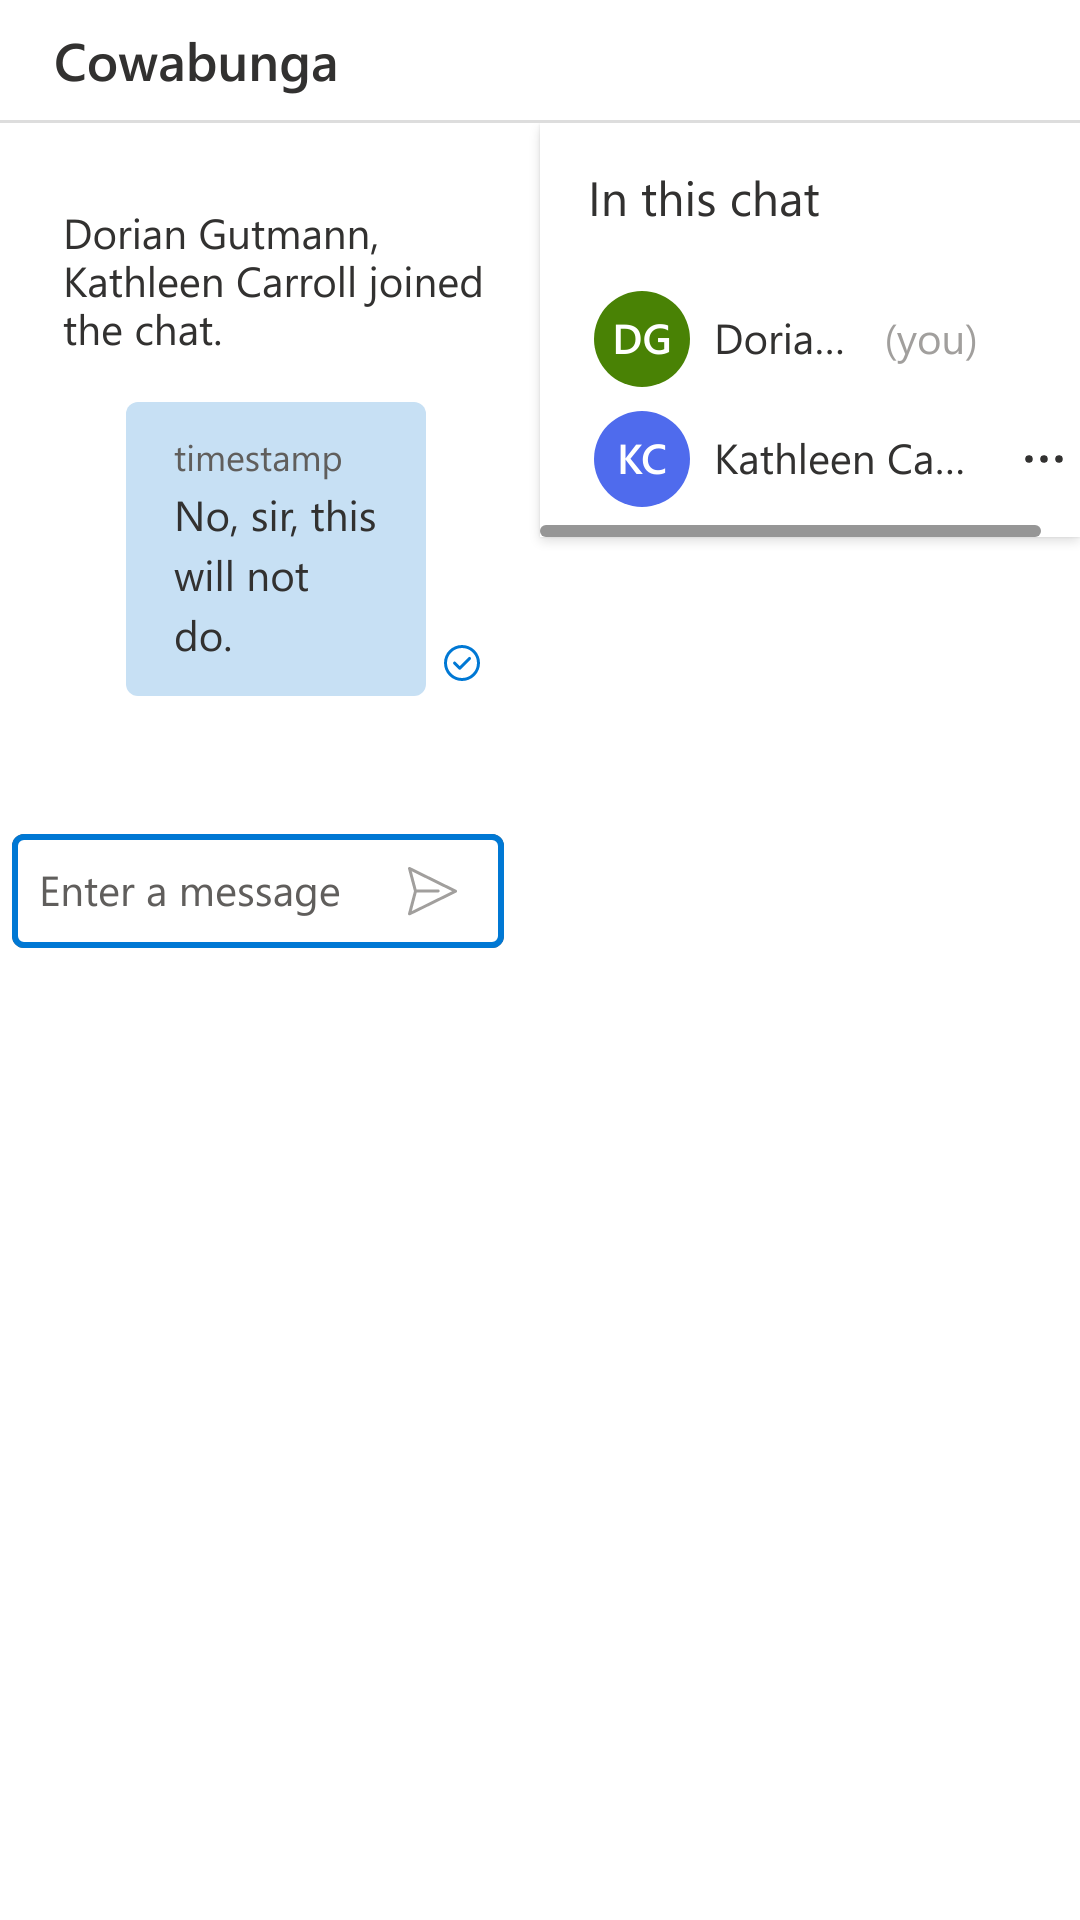 Cowabunga
Dorian Gutmann,
Kathleen Carroll joined
the chat.
timestamp
No, sir, this
will not
do.
Enter a message
In this chat
DG Doria... (you)
KC Kathleen Ca...